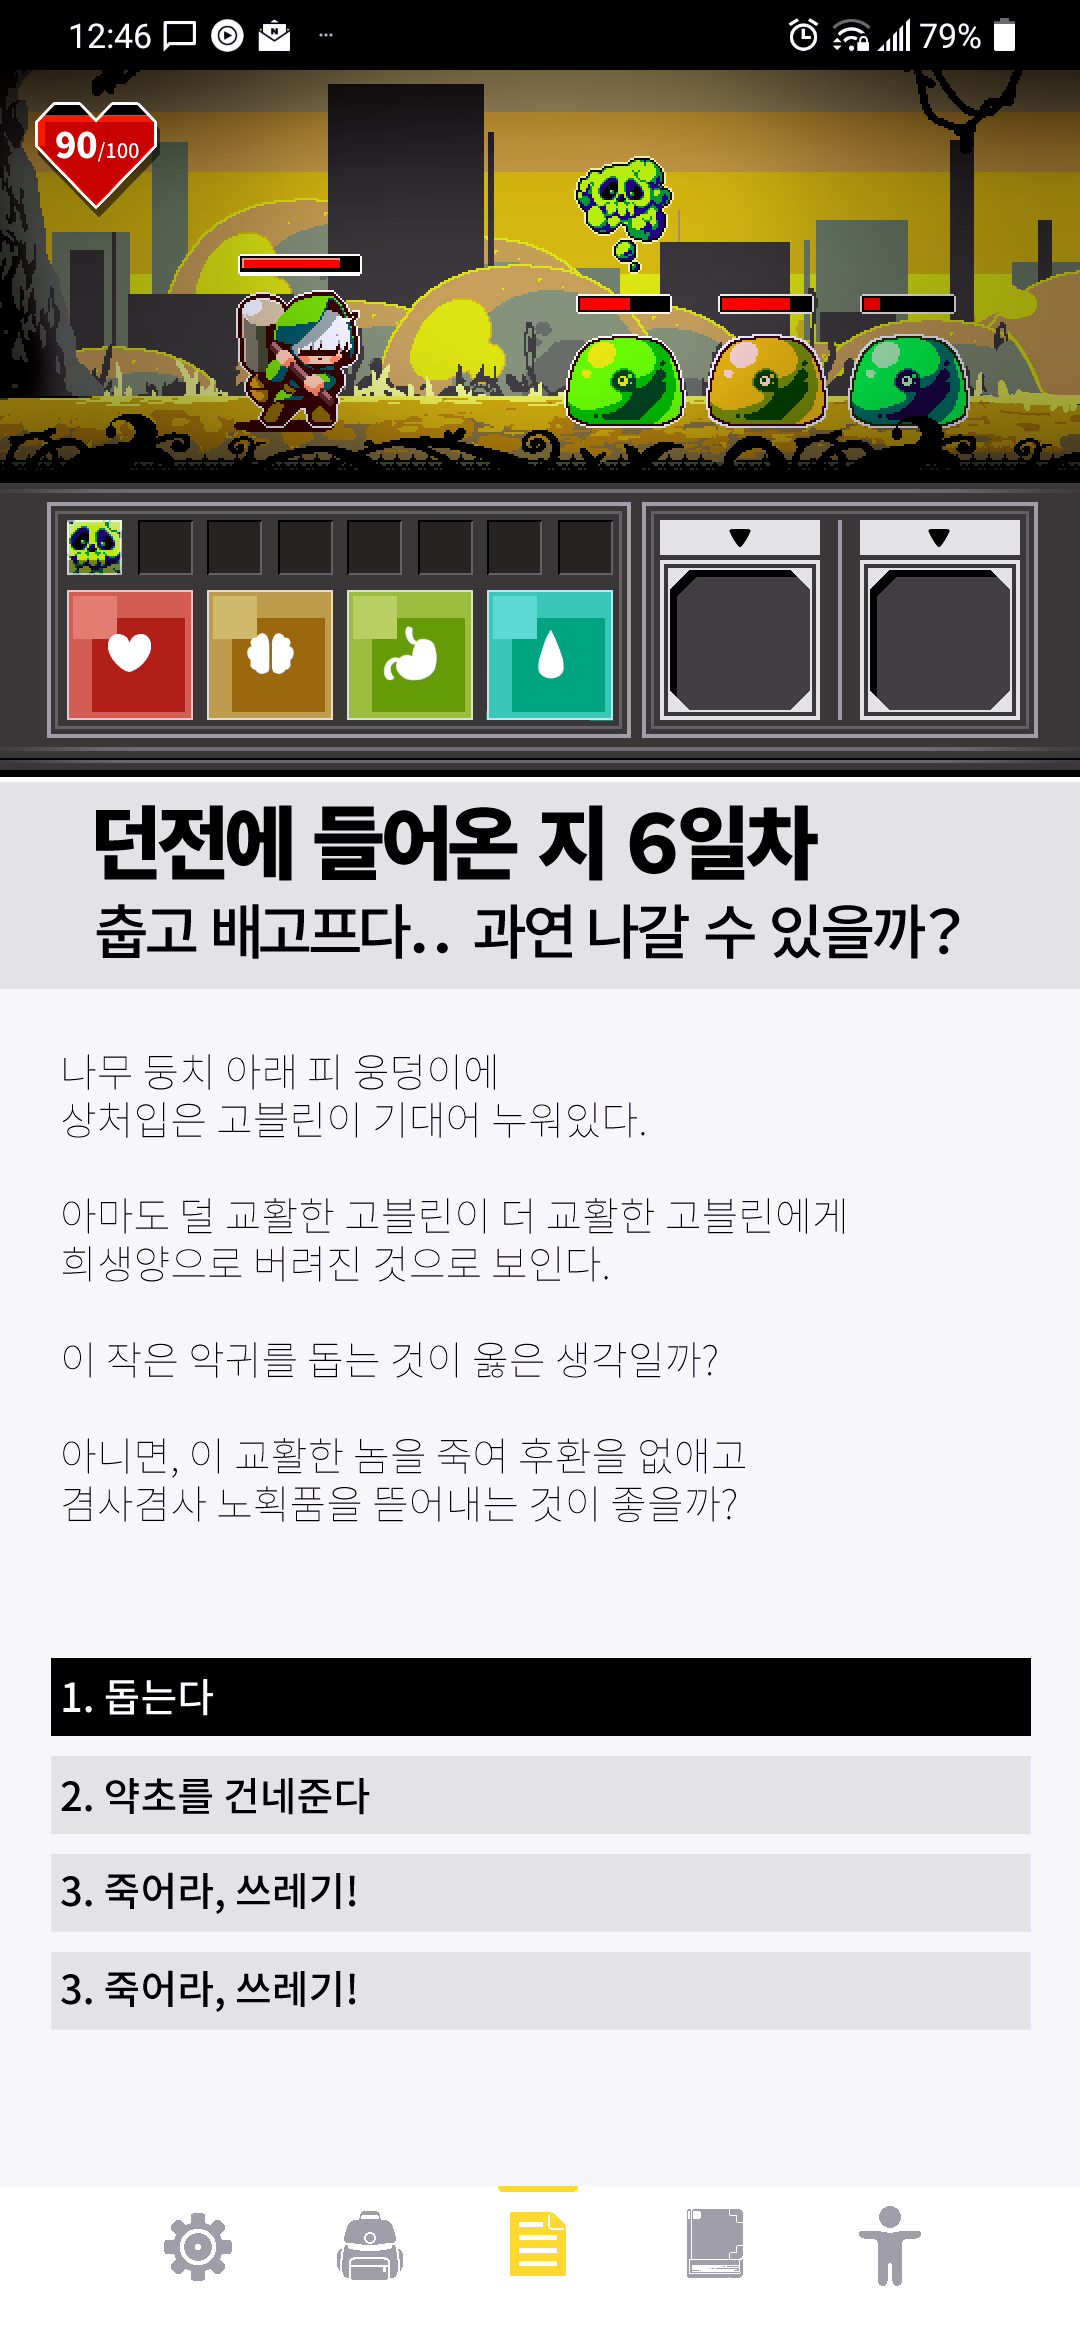 12:46
79%
90/100
던전에 들어온 지 6일차
춥고 배고프다.. 과연 나갈 수 있을까?
나무 둥치 아래 피 웅덩이에
상처입은 고블린이 기대어 누워있다.
아마도 덜 교활한 고블린이 더 교활한 고블린에게
희생양으로 버려진 것으로 보인다.
이 작은 악귀를 돕는 것이 옳은 생각일까?
아니면, 이 교활한 놈을 죽여 후환을 없애고
겸사겸사 노획품을 뜯어내는 것이 좋을까?
1. 돕는다
2. 약초를 건네준다
3. 죽어라, 쓰레기!
3. 죽어라, 쓰레기!